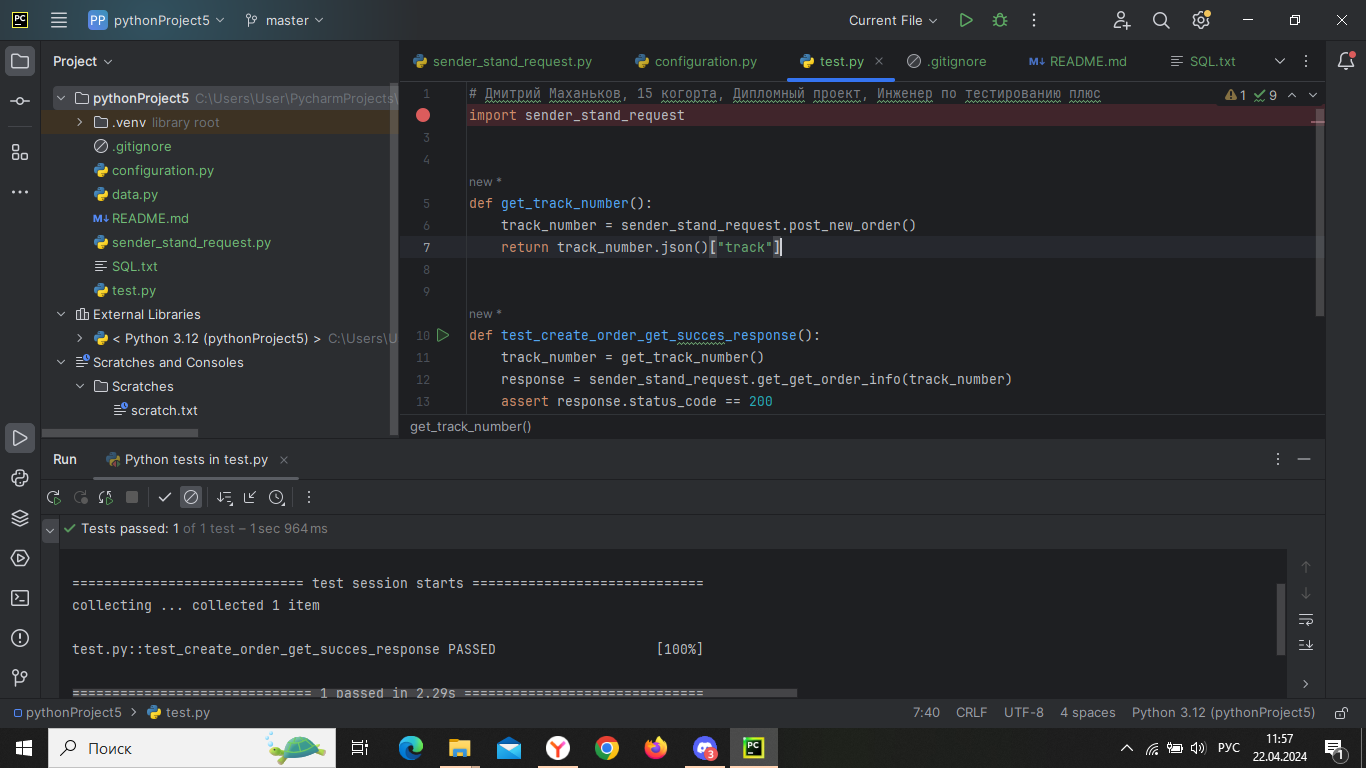 PC PP pythonProject5 master Current File
Project
sender_stand_request.py configuration.py test.py .gitignore M↓ README.md SQL.txt
pythonProject5 C:\Users\User\PycharmProjects\
.venv library root
.gitignore
configuration.py
data.py
M↓ README.md
sender_stand_request.py
SQL.txt
test.py
External Libraries
< Python 3.12 (pythonProject5) > C:\Users\U
Scratches and Consoles
Scratches
scratch.txt
1 # Дмитрий Маханьков, 15 когорта, Дипломный проект, Инженер по тестированию плюс 1 9
import sender_stand_request
3
4
new *
5 def get_track_number():
6 track_number = sender_stand_request.post_new_order()
7 return track_number.json()["track"]
8
9
new *
10 def test_create_order_get_succes_response():
11 track_number = get_track_number()
12 response = sender_stand_request.get_get_order_info(track_number)
13 assert response.status_code == 200
get_track_number()
Run Python tests in test.py
Tests passed: 1 of 1 test – 1 sec 964 ms
============================= test session starts =============================
collecting ... collected 1 item
test.py::test_create_order_get_succes_response PASSED [100%]
============================== 1 passed in 2.29s ==============================
pythonProject5 test.py 7:40 CRLF UTF-8 4 spaces Python 3.12 (pythonProject5)
Поиск 3 PC РУС 11:57
22.04.2024 1